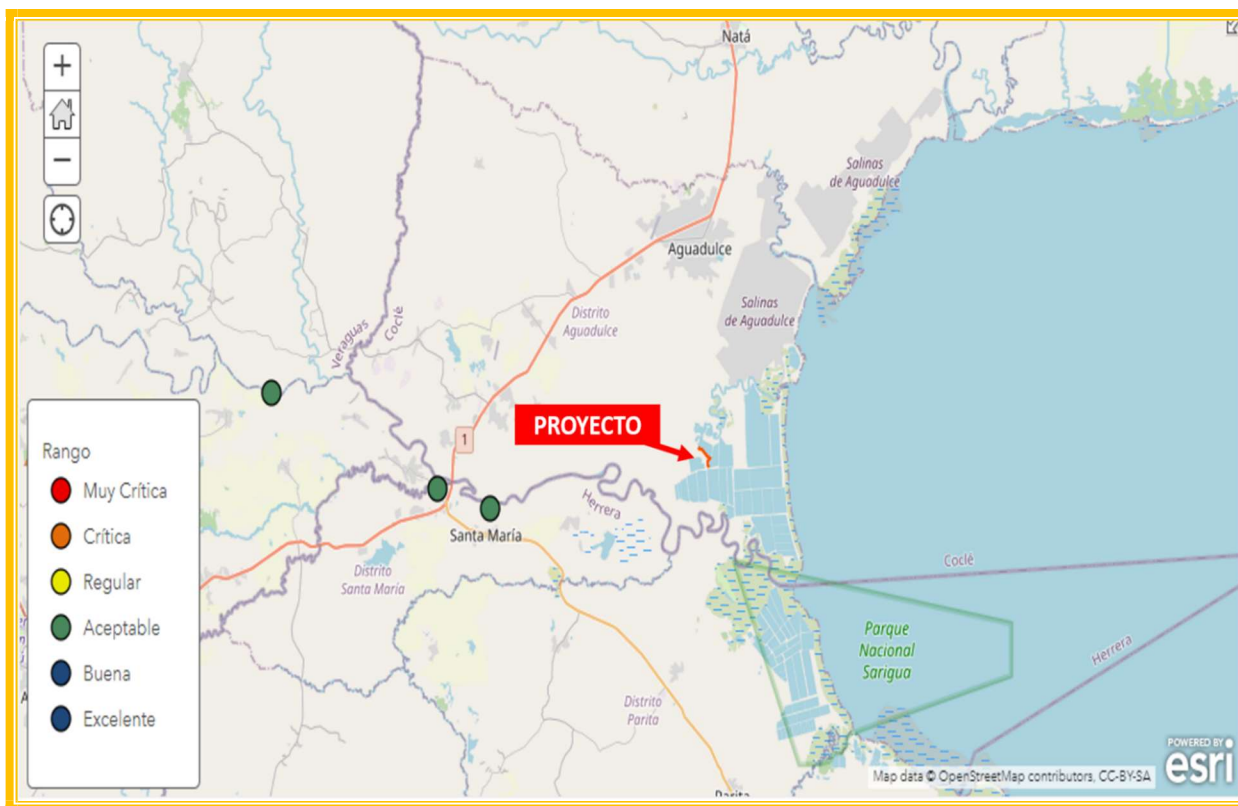 +
−
Natá
Salinas
de Aguadulce
Aguadulce
Salinas
de Aguadulce
Distrito
Aguadulce
Veraguas
Coclè
PROYECTO
1
Herrera
Santa María
Distrito
Santa María
Coclè
Herrera
Parque
Nacional
Sarigua
Distrito
Parita
Rango
Muy Crítica
Crítica
Regular
Aceptable
Buena
Excelente
Parita
Map data © OpenStreetMap contributors, CC-BY-SA
POWERED BY
esri